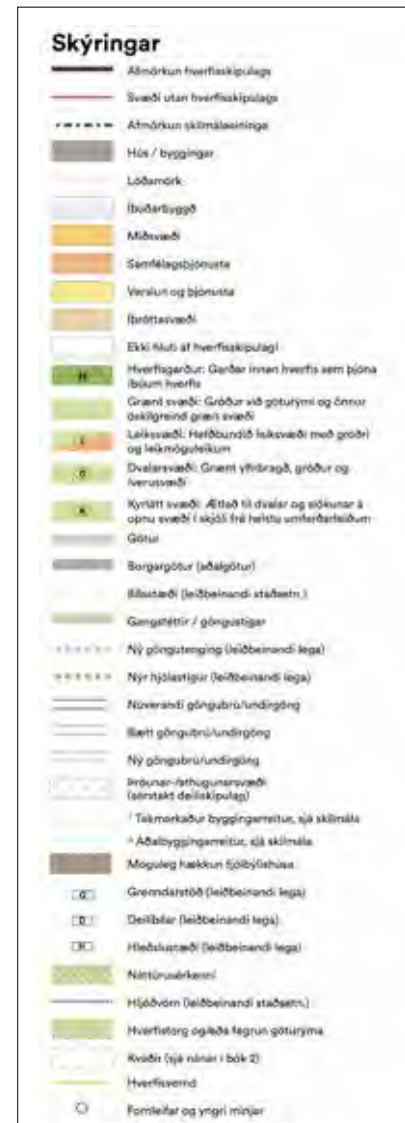 Skýringar
Afmörkun hverfisskipulags
Svæði utan hverfisskipulags
Afmörkun skilmálaeininga
Hús / byggingar
Lóðamörk
Íbúðarbyggð
Miðsvæði
Samfélagsþjónusta
Verslun og þjónusta
Íþróttasvæði
Ekki hluti af hverfisskipulagi
H Hverfisgarður: Garðar innan hverfis sem þjóna
íbúum hverfis
Grænt svæði: Gróður við göturými og önnur
óskilgreind græn svæði
L Leiksvæði: Hefðbundið leiksvæði með gróðri
og leikmöguleikum
D Dvalarsvæði: Grænt yfirbragð, gróður og
íverusvæði
K Kyrlátt svæði: Ætlað til dvalar og slökunar á
opnu svæði í skjóli frá helstu umferðarleiðum
Götur
Borgargötur (aðalgötur)
Bílastæði (leiðbeinandi staðsetn.)
Gangstéttir / göngustígar
Ný göngutenging (leiðbeinandi lega)
Nýr hjólastígur (leiðbeinandi lega)
Núverandi göngubrú/undirgöng
Bætt göngubrú/undirgöng
Ný göngubrú/undirgöng
Þróunar-/athugunarsvæði
(sérstakt deiliskipulag)
Takmarkaður byggingarreitur, sjá skilmála
Aðalbyggingarreitur, sjá skilmála
Möguleg hækkun fjölbýlishúsa
G Grenndarstöð (leiðbeinandi lega)
D Deilibílar (leiðbeinandi lega)
H Hleðslustæði (leiðbeinandi lega)
Náttúrusérkenni
Hljóðvörn (leiðbeinandi staðsetn.)
Hverfistorg og/eða fegrun göturýma
Kvaðir (sjá nánar í bók 2)
Hverfisvernd
Fornleifar og yngri minjar